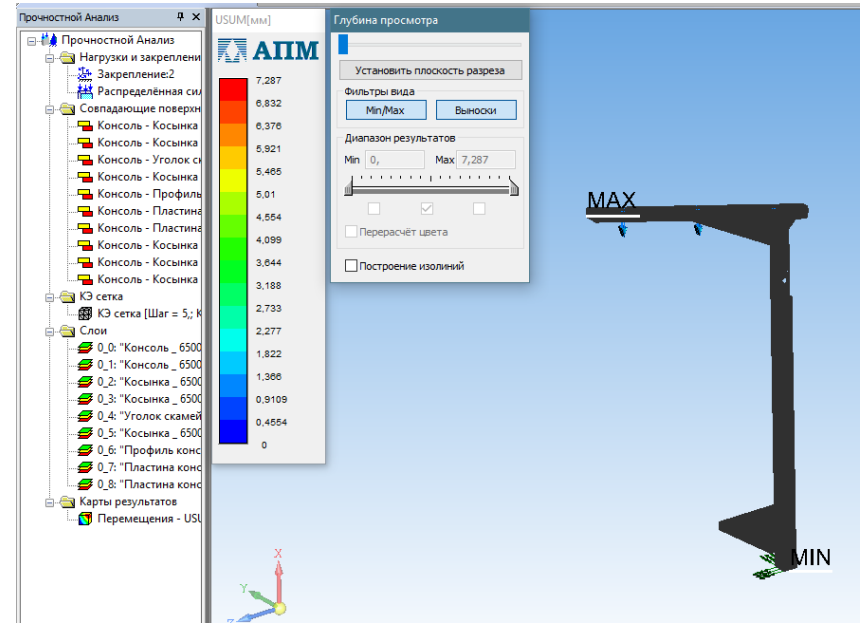 Прочностной Анализ
Прочностной Анализ
Нагрузки и закреплени
Закрепление:2
Распределённая сил
Совпадающие поверхн
Консоль - Косынка
Консоль - Косынка
Консоль - Уголок ск
Консоль - Косынка
Консоль - Профиль
Консоль - Пластина
Консоль - Пластина
Консоль - Косынка
Консоль - Косынка
Консоль - Косынка
КЭ сетка
КЭ сетка [Шаг = 5,; К
Слои
0_0: "Консоль _ 6500
0_1: "Консоль _ 6500
0_2: "Косынка _ 6500
0_3: "Косынка _ 6500
0_4: "Уголок скамей
0_5: "Косынка _ 6500
0_6: "Профиль конс
0_7: "Пластина конс
0_8: "Пластина конс
Карты результатов
Перемещения - USU
USUM[мм]
АПМ
7,287
6,832
6,376
5,921
5,465
5,01
4,554
4,099
3,644
3,188
2,733
2,277
1,822
1,366
0,9109
0,4554
0
Глубина просмотра
Установить плоскость разреза
Фильтры вида
Min/Max Выноски
Диапазон результатов
Min 0, Max 7,287
Перерасчёт цвета
Построение изолиний
MAX
MIN
X
Y
Z